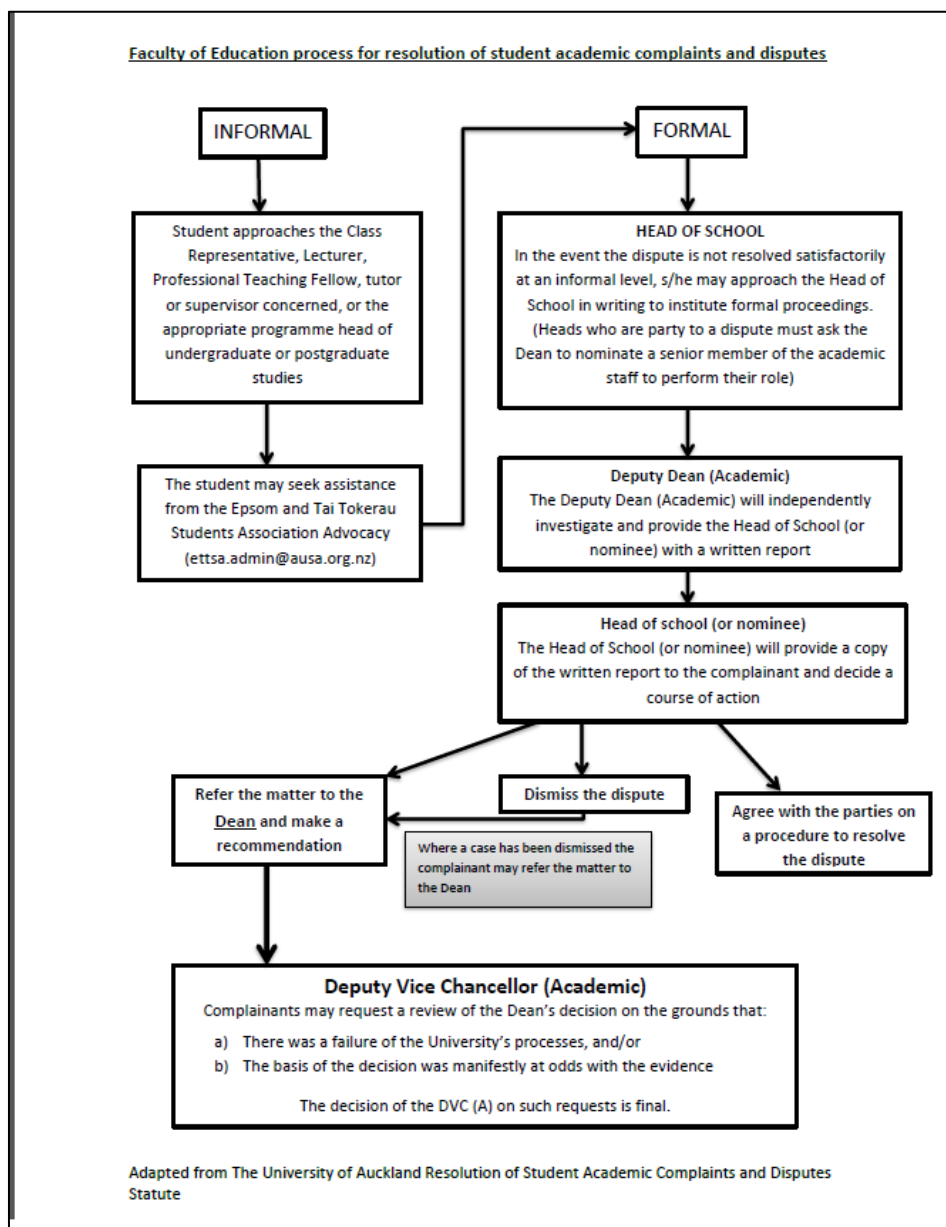 Faculty of Education process for resolution of student academic complaints and disputes
INFORMAL
Student approaches the Class
Representative, Lecturer,
Professional Teaching Fellow, tutor
or supervisor concerned, or the
appropriate programme head of
undergraduate or postgraduate
studies
The student may seek assistance
from the Epsom and Tai Tokerau
Students Association Advocacy
(ettsa.admin@ausa.org.nz)
FORMAL
HEAD OF SCHOOL
In the event the dispute is not resolved satisfactorily
at an informal level, s/he may approach the Head of
School in writing to institute formal proceedings.
(Heads who are party to a dispute must ask the
Dean to nominate a senior member of the academic
staff to perform their role)
Deputy Dean (Academic)
The Deputy Dean (Academic) will independently
investigate and provide the Head of School (or
nominee) with a written report
Head of school (or nominee)
The Head of School (or nominee) will provide a copy
of the written report to the complainant and decide a
course of action
Refer the matter to the
Dean and make a
recommendation
Dismiss the dispute
Agree with the parties on
a procedure to resolve
the dispute
Where a case has been dismissed the
complainant may refer the matter to
the Dean
Deputy Vice Chancellor (Academic)
Complainants may request a review of the Dean's decision on the grounds that:
a) There was a failure of the University's processes, and/or
b) The basis of the decision was manifestly at odds with the evidence
The decision of the DVC (A) on such requests is final.
Adapted from The University of Auckland Resolution of Student Academic Complaints and Disputes
Statute